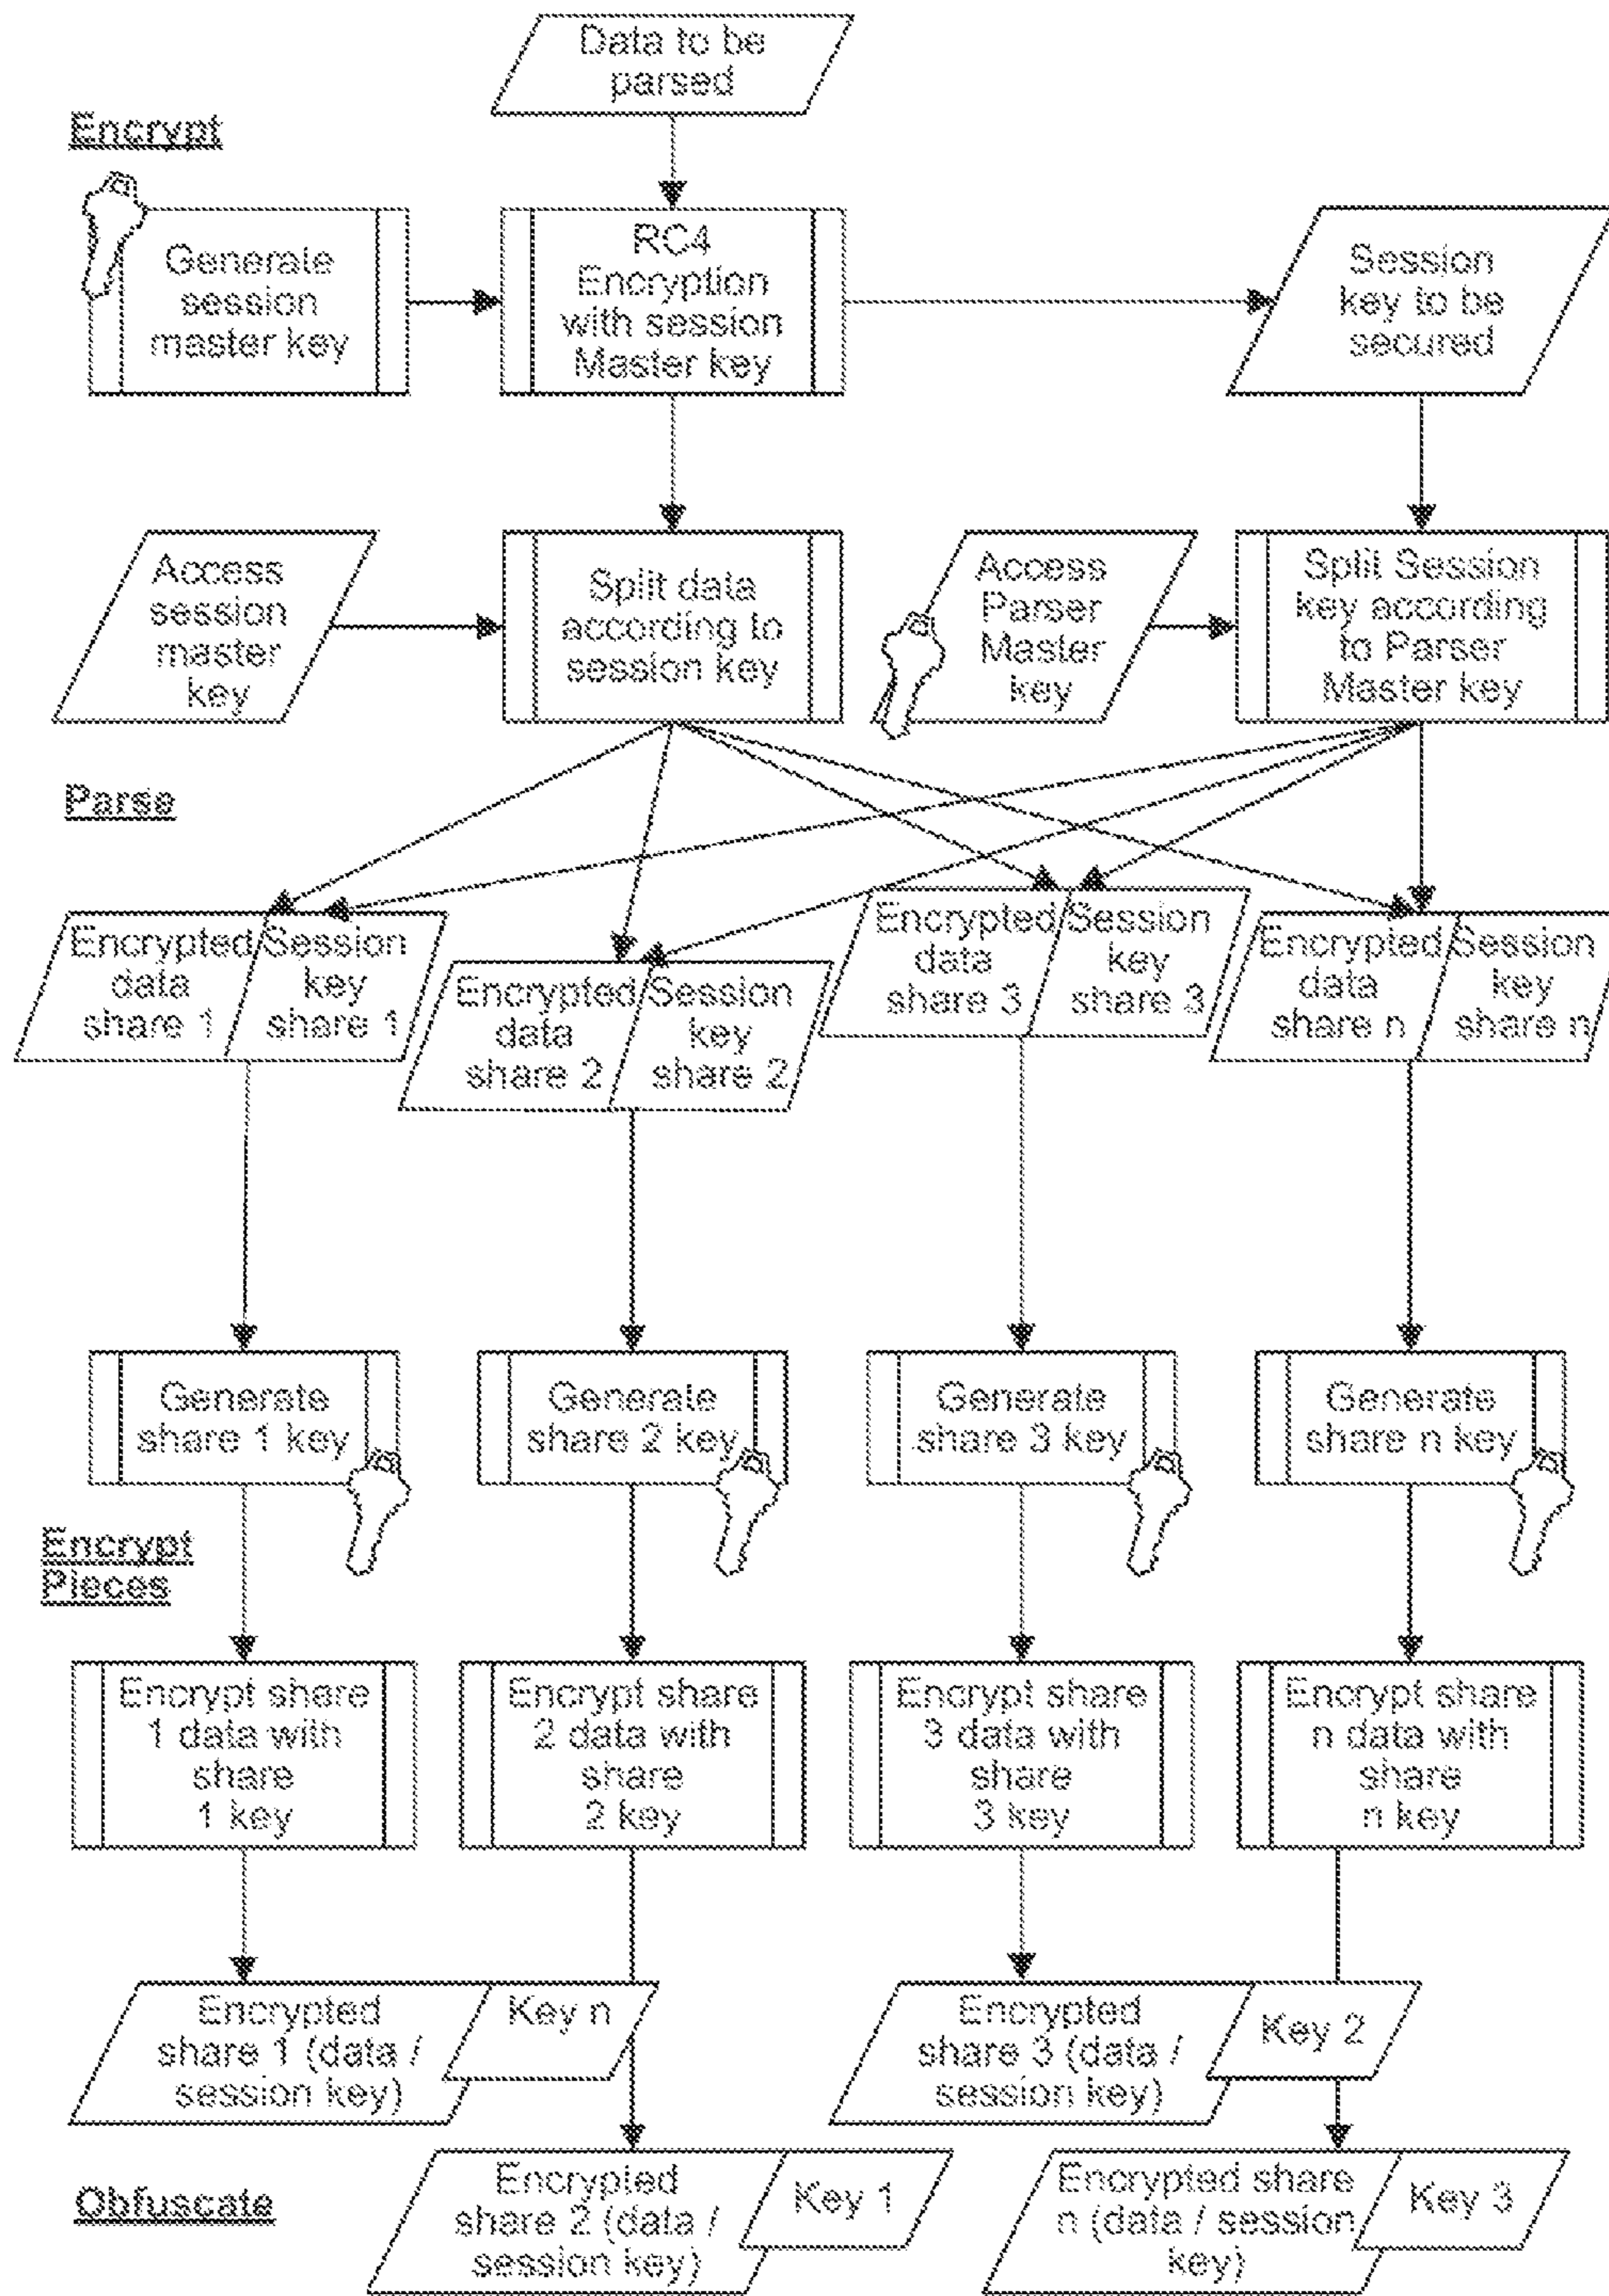 Data to be
parsed
Encrypt
Generate
session
master key
RC4
Encryption
with session
Master key
Session
key to be
secured
Access
session
master
key
Split data
according to
session key
Access
Parser
Master
key
Split Session
key according
to Parser
Master key
Parse
Encrypted
data
share 1
Session
key
share 1
Encrypted
data
share 2
Session
key
share 2
Encrypted
data
share 3
Session
key
share 3
Encrypted
data
share n
Session
key
share n
Generate
share 1 key
Generate
share 2 key
Generate
share 3 key
Generate
share n key
Encrypt
Pieces
Encrypt share
1 data with
share
1 key
Encrypt share
2 data with
share
2 key
Encrypt share
3 data with
share
3 key
Encrypt share
n data with
share
n key
Encrypted
share 1 (data /
session key)
Key n
Encrypted
share 3 (data /
session key)
Key 2
Obfuscate
Encrypted
share 2 (data /
session key)
Key 1
Encrypted share
n (data / session
key)
Key 3